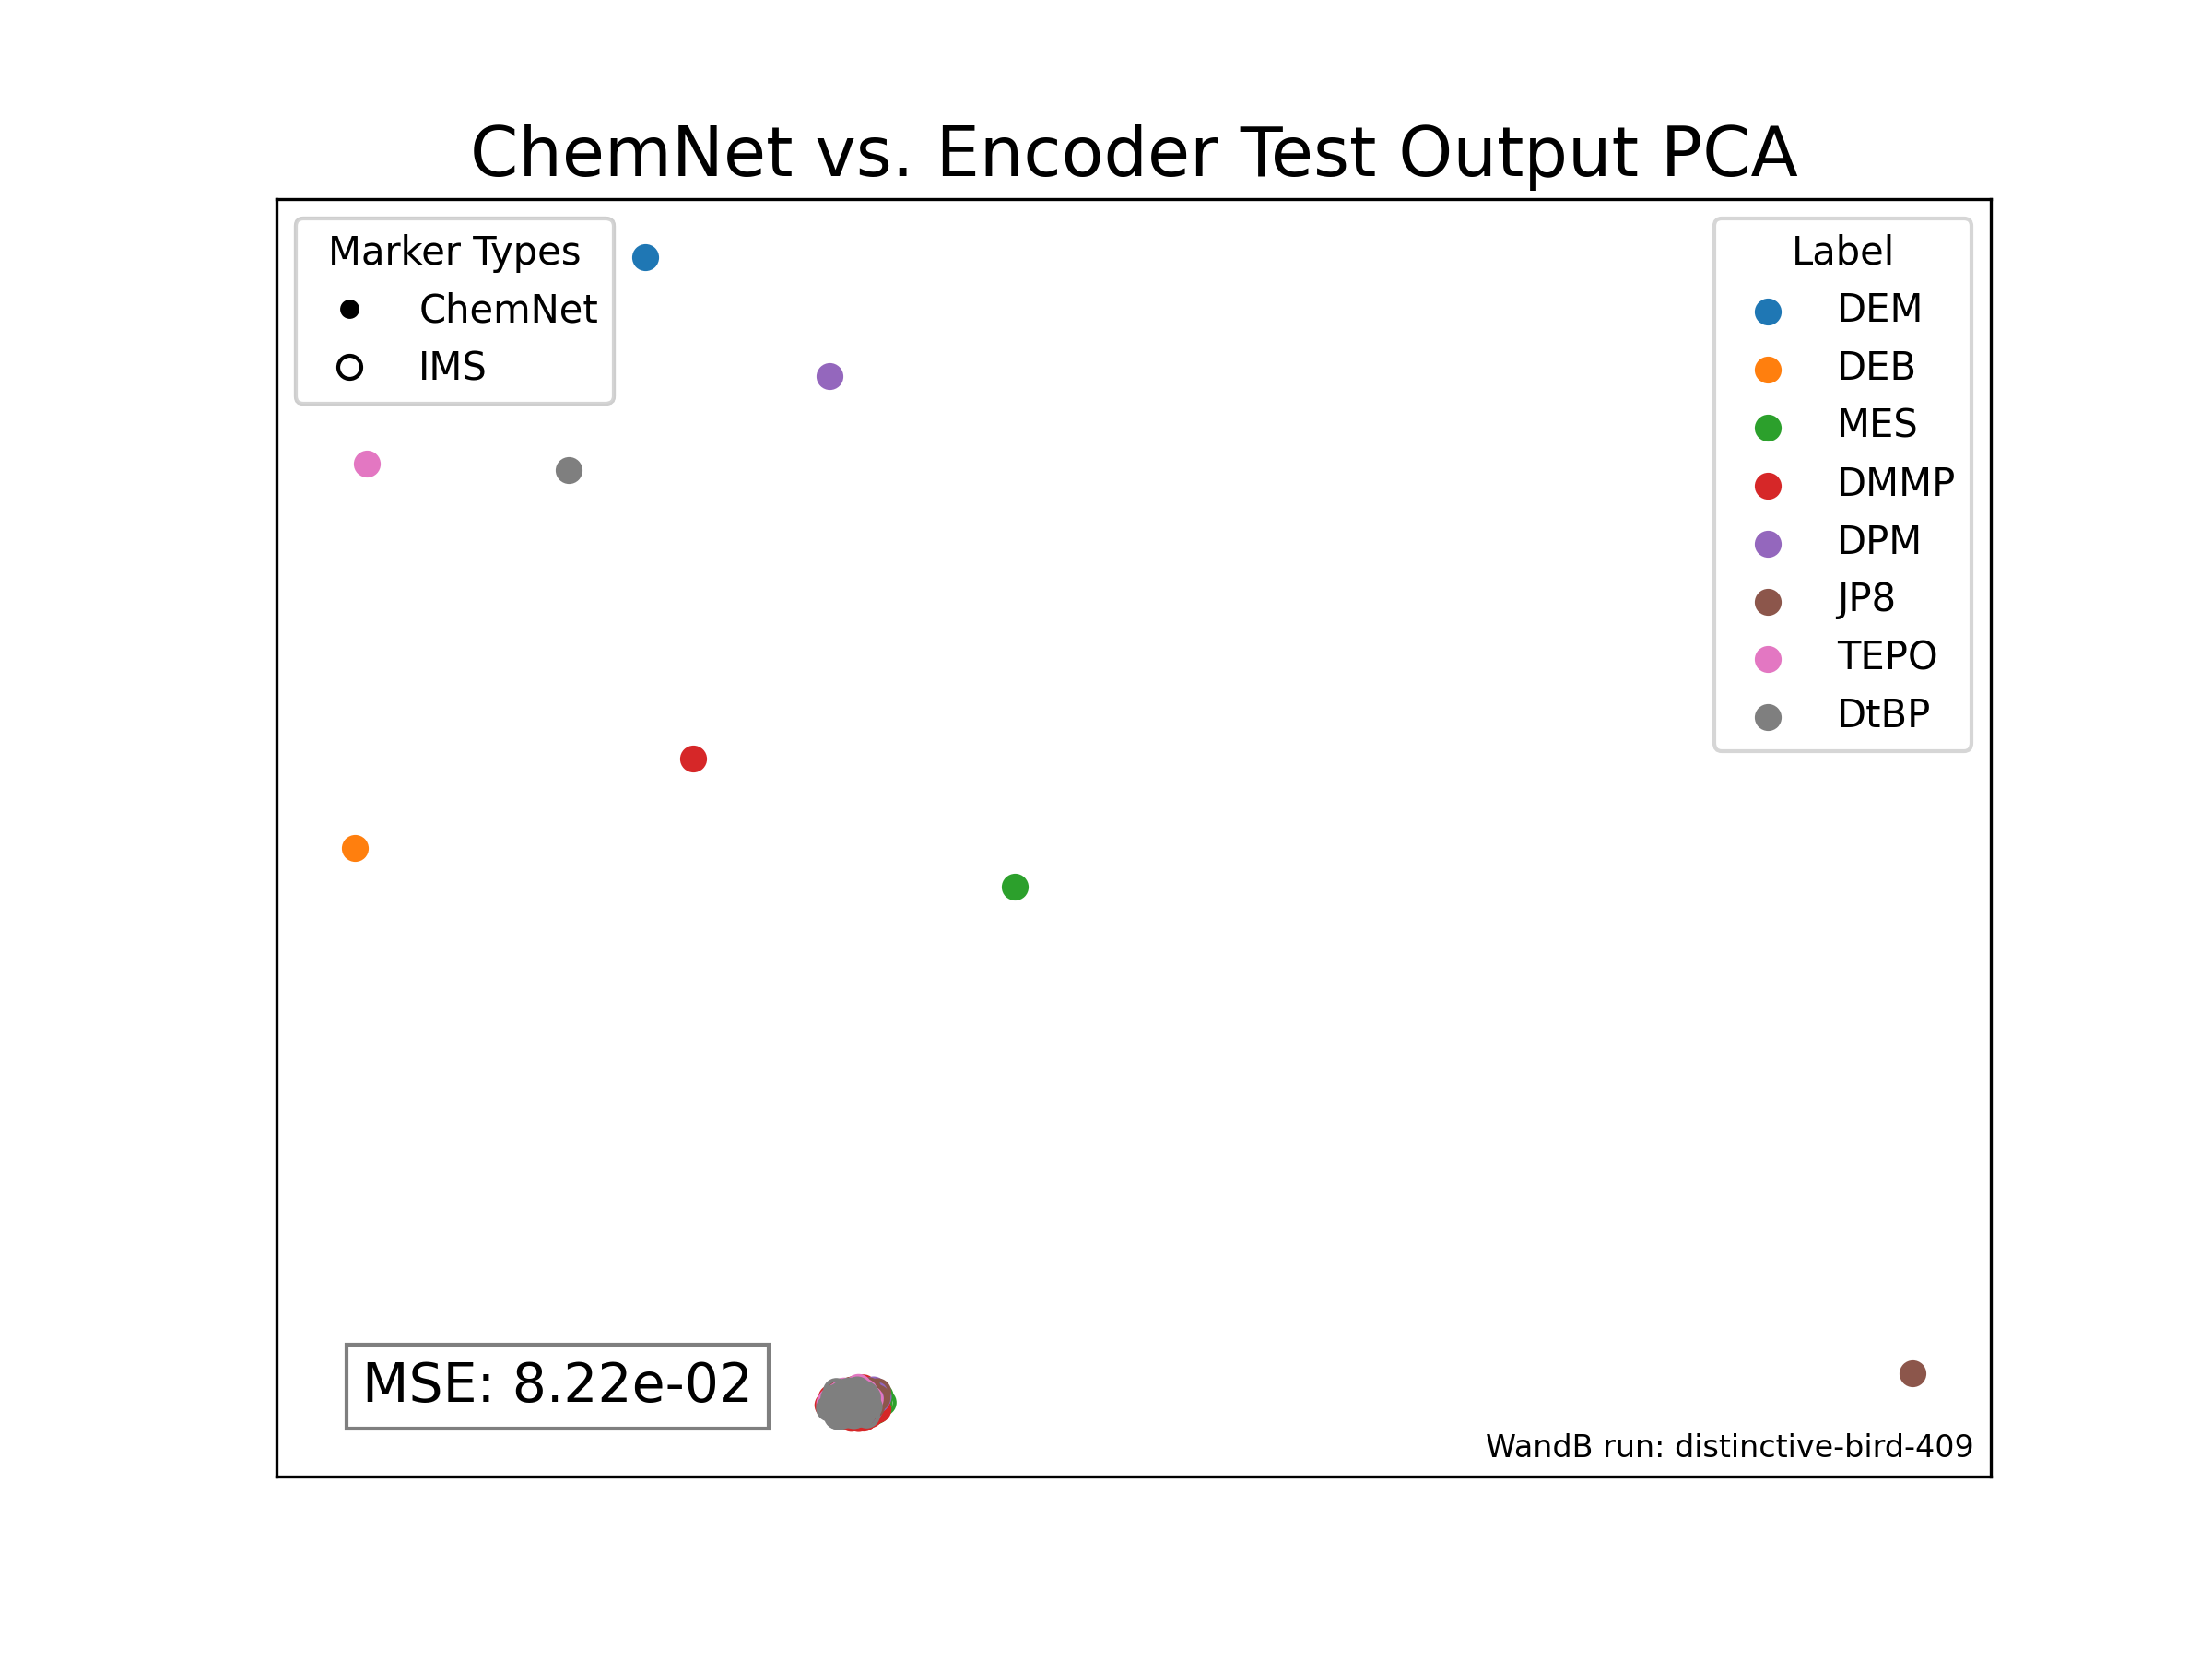 ChemNet vs. Encoder Test Output PCA
Marker Types
ChemNet
IMS
Label
DEM
DEB
MES
DMMP
DPM
JP8
TEPO
DtBP
MSE: 8.22e-02
WandB run: distinctive-bird-409